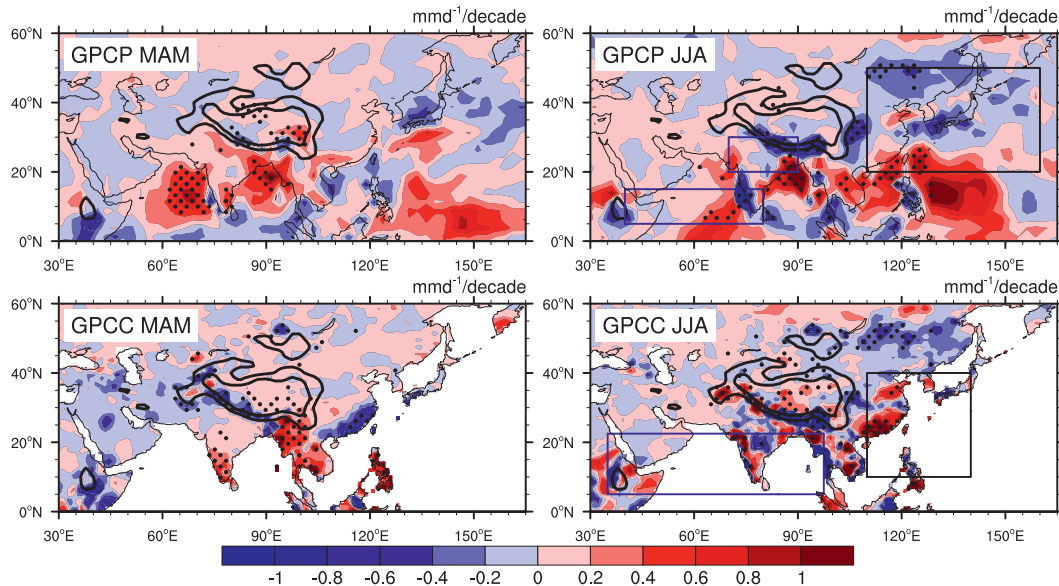 mmd⁻¹/decade
mmd⁻¹/decade
60°N
GPCP MAM
40°N
20°N
0°N
30°E 60°E 90°E 120°E 150°E
60°N
GPCP JJA
40°N
20°N
0°N
30°E 60°E 90°E 120°E 150°E
mmd⁻¹/decade
mmd⁻¹/decade
60°N
GPCC MAM
40°N
20°N
0°N
30°E 60°E 90°E 120°E 150°E
60°N
GPCC JJA
40°N
20°N
0°N
30°E 60°E 90°E 120°E 150°E
-1 -0.8 -0.6 -0.4 -0.2 0 0.2 0.4 0.6 0.8 1